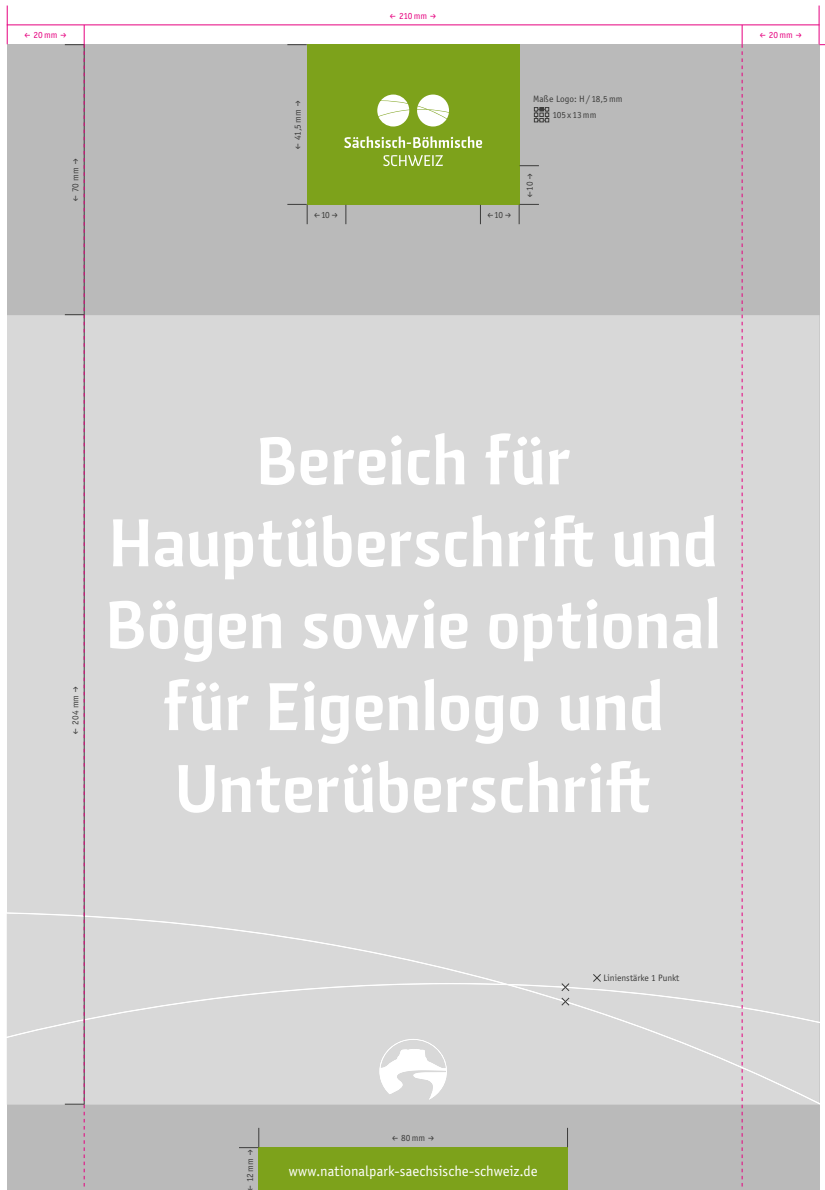 ← 210 mm →
← 20 mm →
← 20 mm →
← 41,5 mm →
Maße Logo: H / 18,5 mm
105 x 13 mm
Sächsisch-Böhmische
SCHWEIZ
← 70 mm →
←10 →
←10 →
←10 →
Bereich für
Hauptüberschrift und
Bögen sowie optional
für Eigenlogo und
Unterüberschrift
← 204 mm →
Linienstärke 1 Punkt
← 80 mm →
← 12 mm →
www.nationalpark-saechsische-schweiz.de